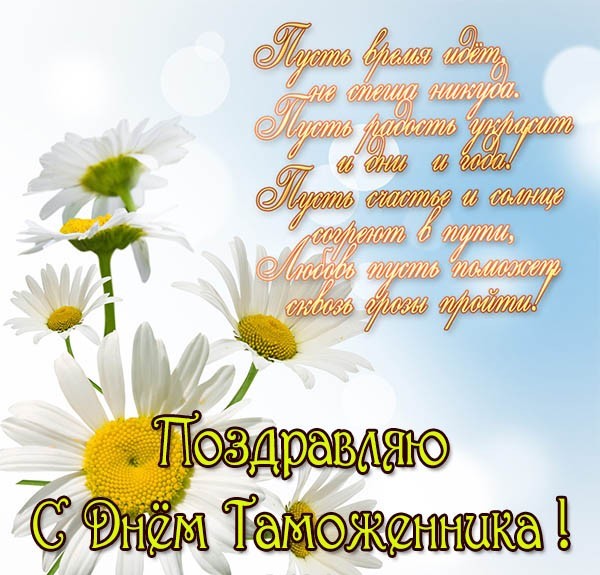 Пусть время идёт,
не спеша никуда.
Пусть радость украсит
и дни и года!
Пусть счастье и солнце
согреют в пути,
Любовь пусть поможет
сквозь грозы пройти!
Поздравляю
С Днём Таможенника !